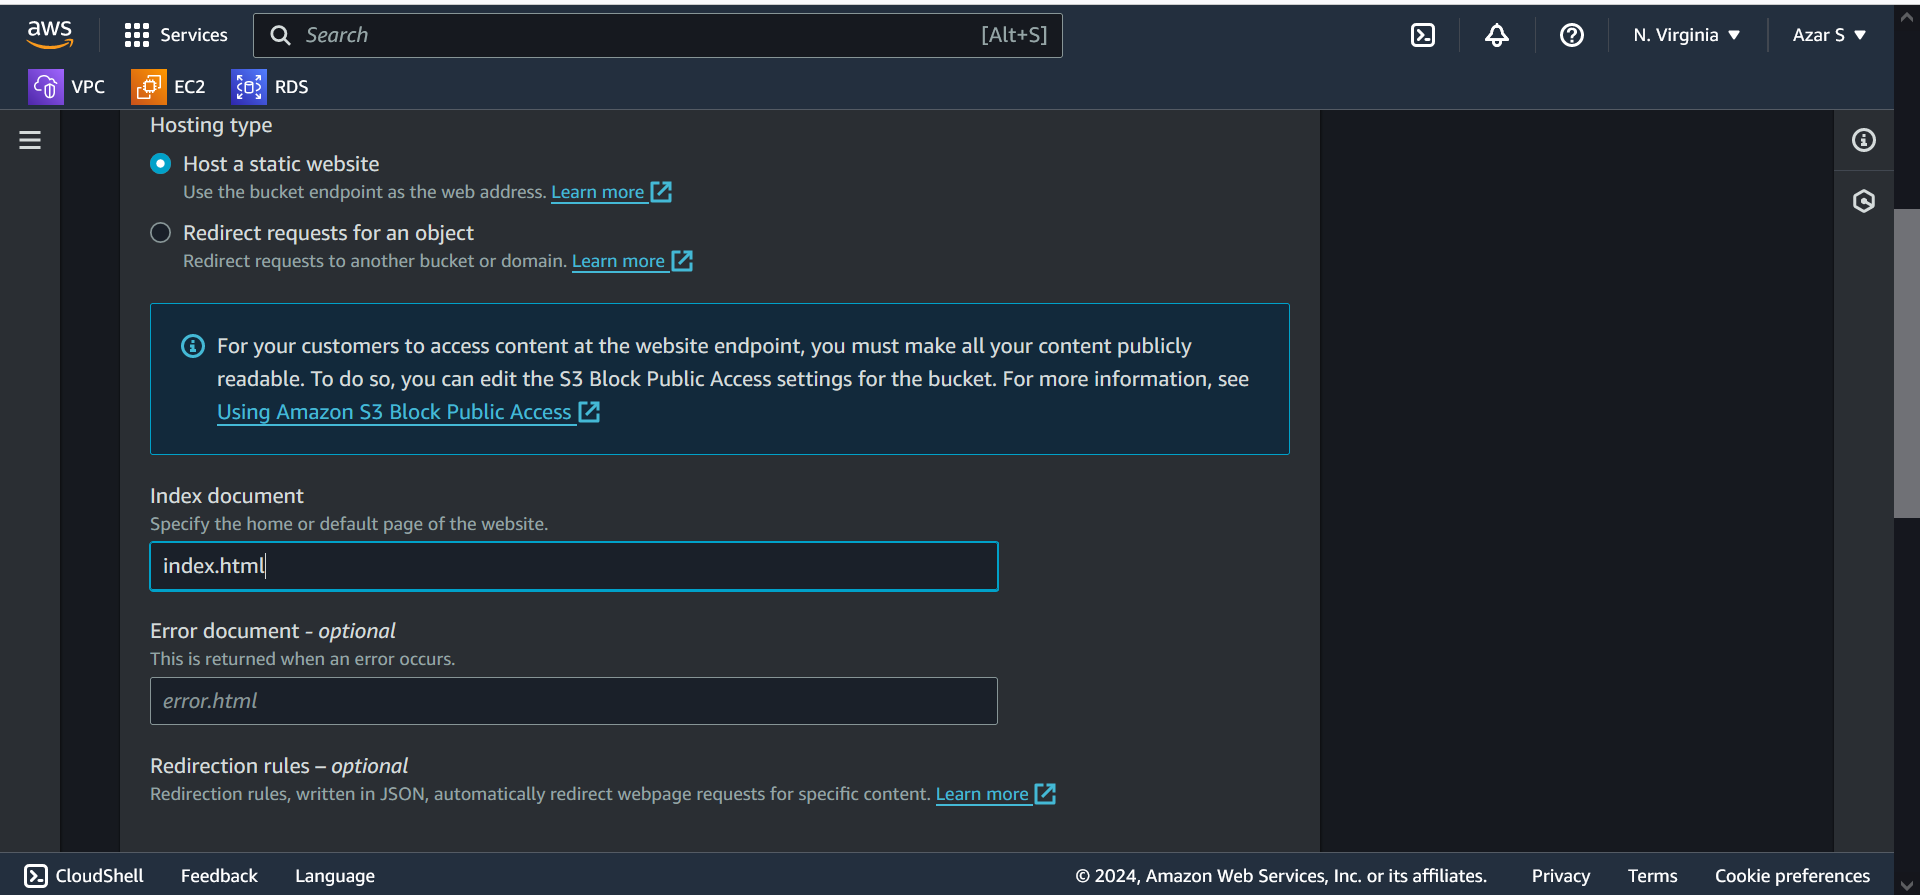 aws Services Search [Alt+S] N. Virginia Azar S
VPC EC2 RDS
Hosting type
Host a static website
Use the bucket endpoint as the web address. Learn more
Redirect requests for an object
Redirect requests to another bucket or domain. Learn more
For your customers to access content at the website endpoint, you must make all your content publicly
readable. To do so, you can edit the S3 Block Public Access settings for the bucket. For more information, see
Using Amazon S3 Block Public Access
Index document
Specify the home or default page of the website.
index.html
Error document - optional
This is returned when an error occurs.
error.html
Redirection rules – optional
Redirection rules, written in JSON, automatically redirect webpage requests for specific content. Learn more
CloudShell Feedback Language © 2024, Amazon Web Services, Inc. or its affiliates. Privacy Terms Cookie preferences